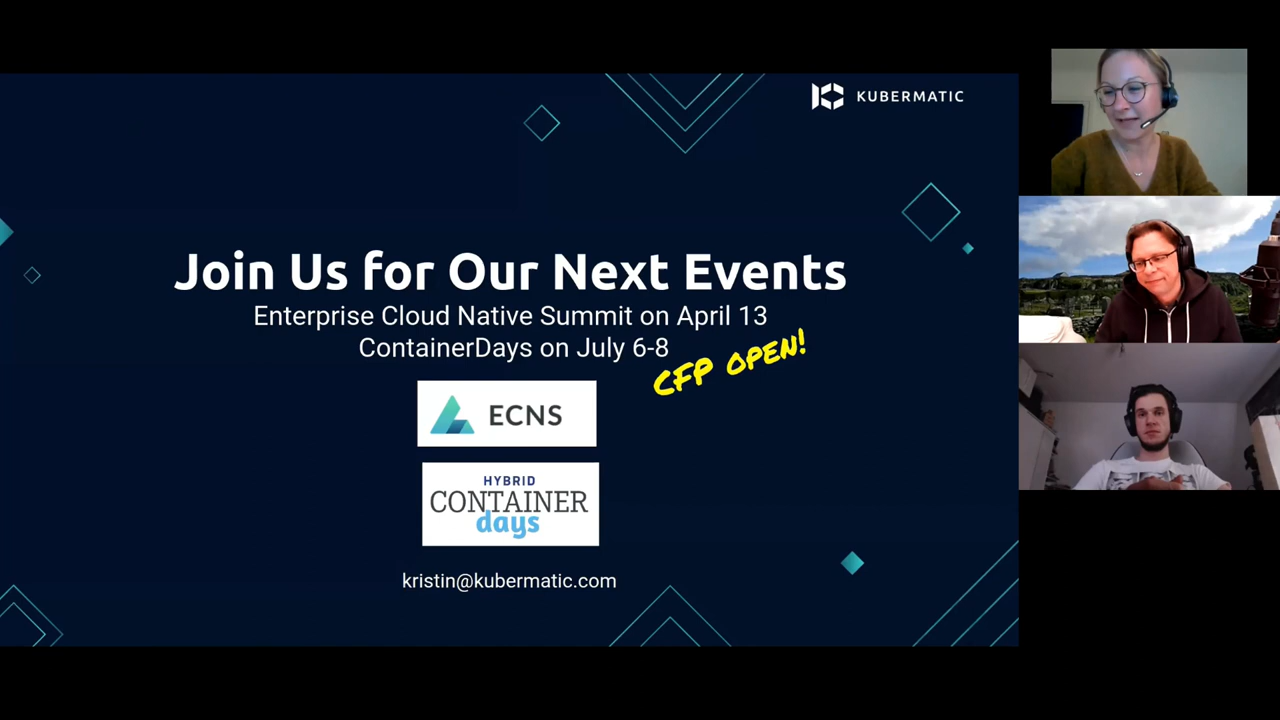 KUBERMATIC
Join Us for Our Next Events
Enterprise Cloud Native Summit on April 13
ContainerDays on July 6-8
CFP OPEN!
ECNS
HYBRID
CONTAINER
days
kristin@kubermatic.com